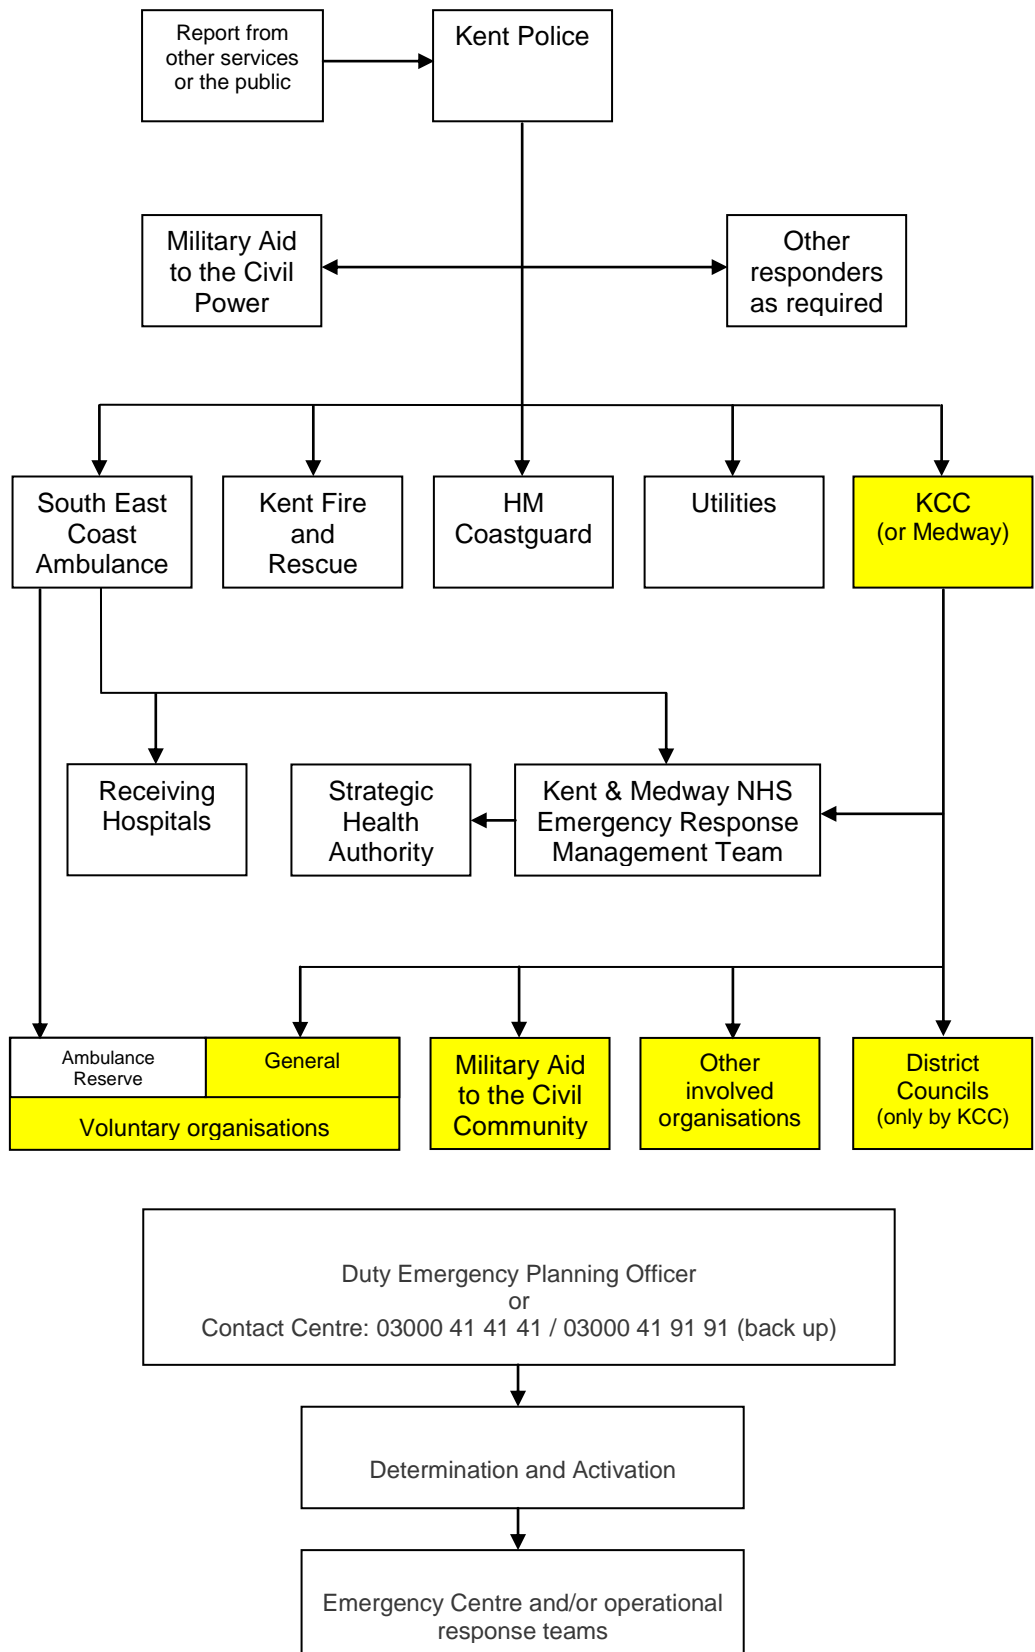 Report from
other services
or the public
Kent Police
Military Aid
to the Civil
Power
Other
responders
as required
South East
Coast
Ambulance
Kent Fire
and
Rescue
HM
Coastguard
Utilities
KCC
(or Medway)
Receiving
Hospitals
Strategic
Health
Authority
Kent & Medway NHS
Emergency Response
Management Team
Ambulance
Reserve
General
Voluntary organisations
Military Aid
to the Civil
Community
Other
involved
organisations
District
Councils
(only by KCC)
Duty Emergency Planning Officer
or
Contact Centre: 03000 41 41 41 / 03000 41 91 91 (back up)
Determination and Activation
Emergency Centre and/or operational
response teams